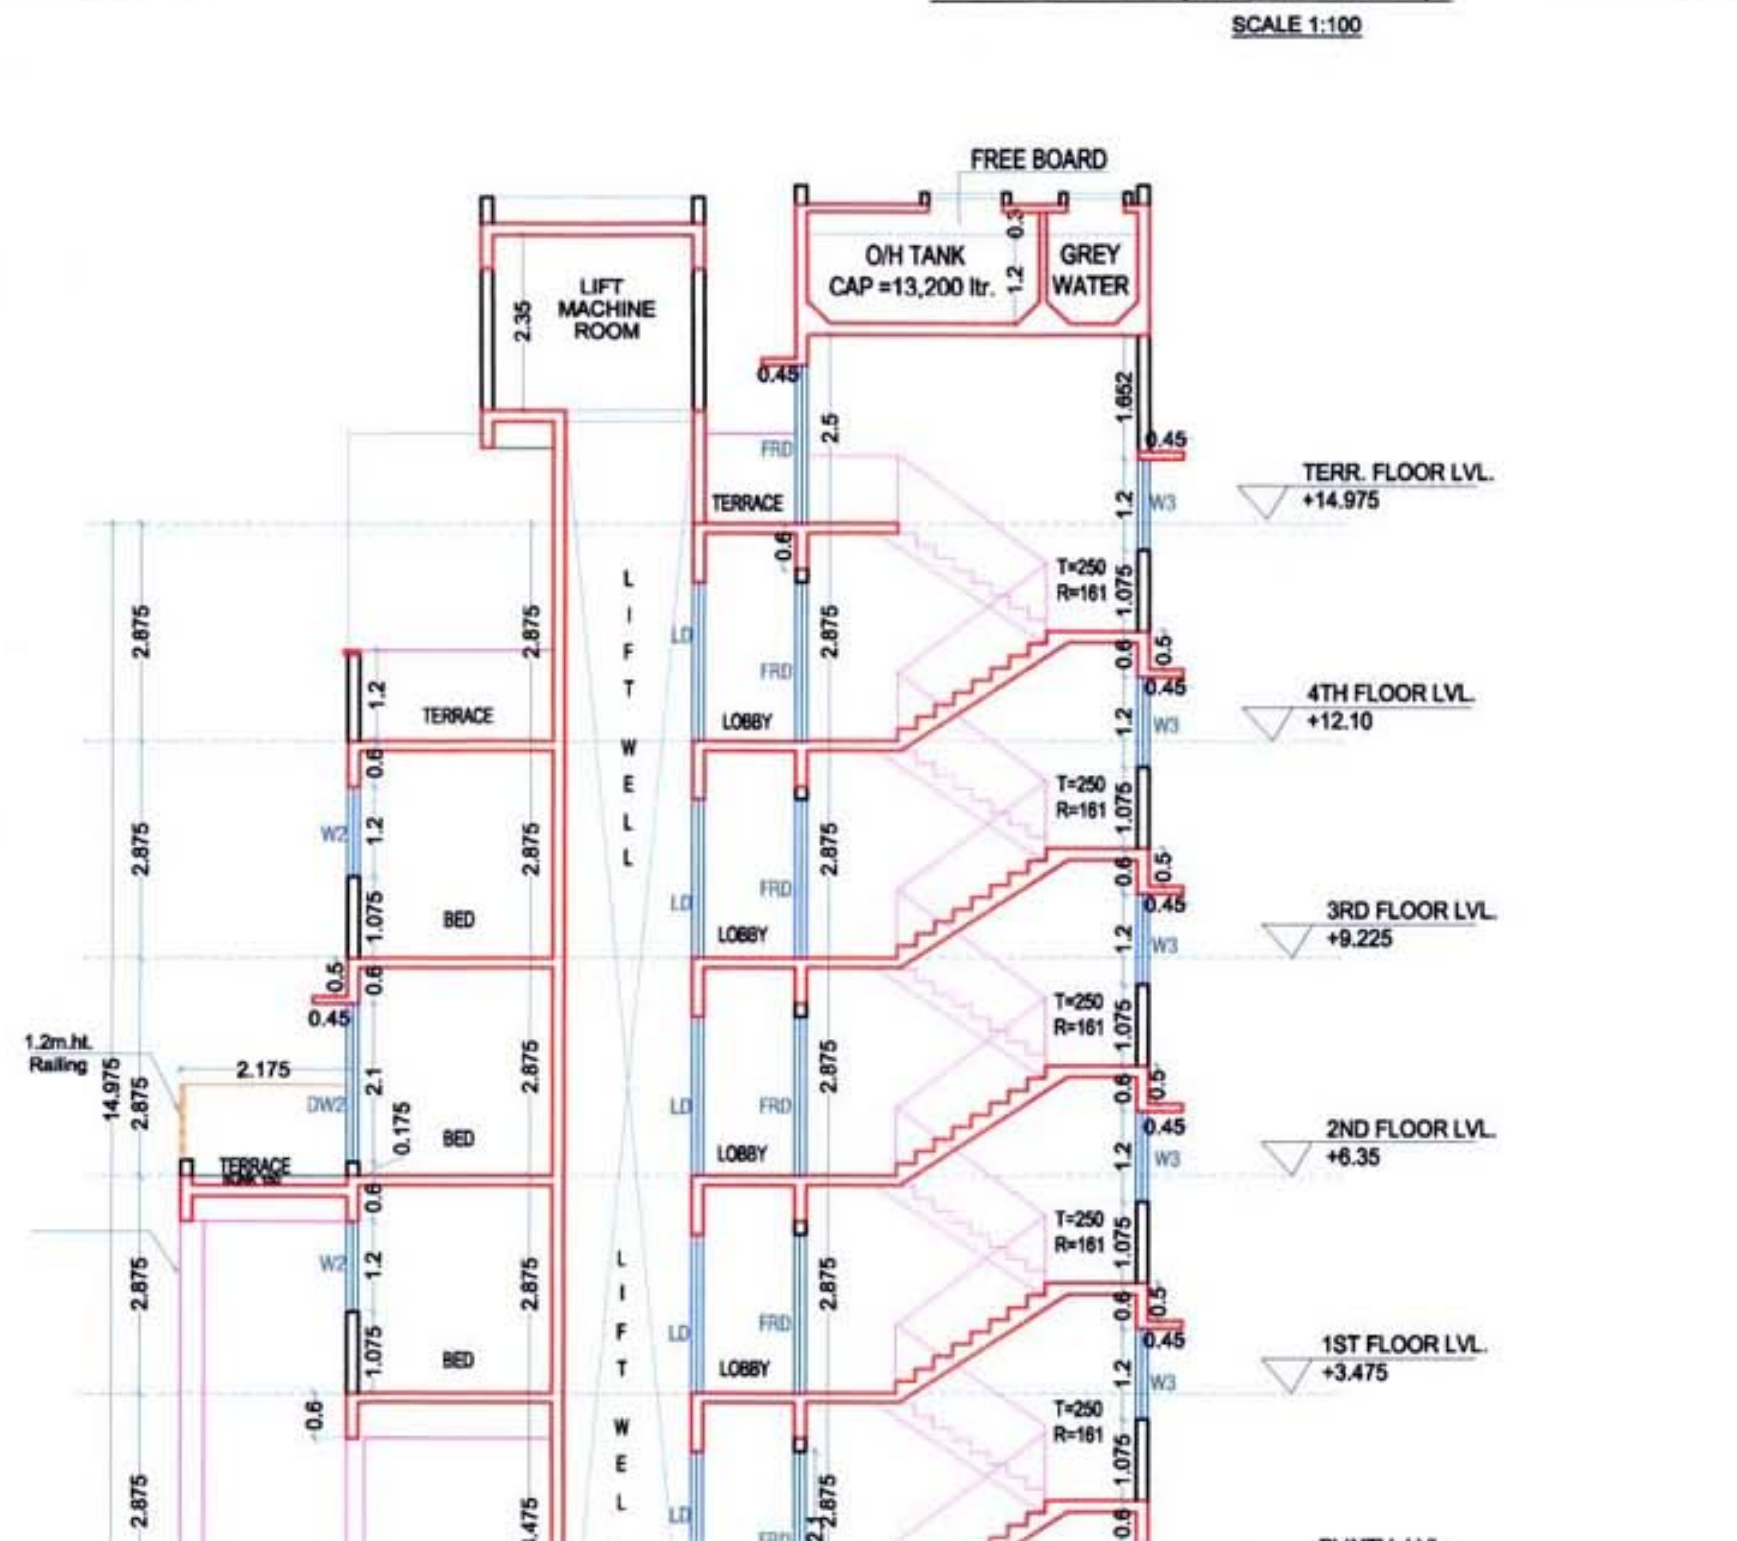 SCALE 1:100
FREE BOARD
O/H TANK
CAP =13,200 ltr.
0.3
1.2
GREY
WATER
LIFT
MACHINE
ROOM
2.35
0.45
2.5
1.652
0.45
FRD
TERRACE
1.2
W3
TERR. FLOOR LVL.
+14.975
0.6
T=250
R=161
1.075
2.875
2.875
LD
FRD
2.875
0.6
0.5
0.45
1.2
TERRACE
LOBBY
1.2
W3
4TH FLOOR LVL.
+12.10
L
I
F
T
W
E
L
L
0.6
T=250
R=161
1.075
2.875
W2
1.2
2.875
2.875
0.6
0.5
0.45
1.075
BED
LD
FRD
LOBBY
1.2
W3
3RD FLOOR LVL.
+9.225
0.5
0.6
0.45
T=250
R=161
1.075
1.2m.ht.
Railing
2.175
14.975
2.875
DW2
2.1
0.175
BED
2.875
LD
FRD
2.875
LOBBY
0.6
0.5
0.45
1.2
W3
2ND FLOOR LVL.
+6.35
TERRACE
0.6
T=250
R=161
1.075
2.875
W2
1.2
2.875
L
I
F
T
W
E
L
2.875
0.6
0.5
0.45
1.075
BED
LD
FRD
LOBBY
1.2
W3
1ST FLOOR LVL.
+3.475
0.6
T=250
R=161
1.075
2.875
LD
2.875
0.6